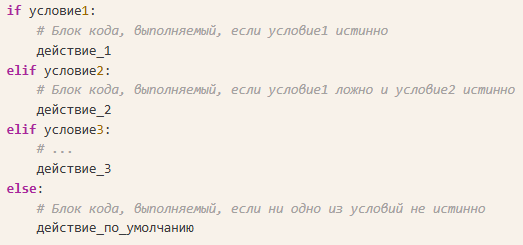 if условие1:
    # Блок кода, выполняемый, если условие1 истинно
    действие_1
elif условие2:
    # Блок кода, выполняемый, если условие1 ложно и условие2 истинно
    действие_2
elif условие3:
    # ...
    действие_3
else:
    # Блок кода, выполняемый, если ни одно из условий не истинно
    действие_по_умолчанию